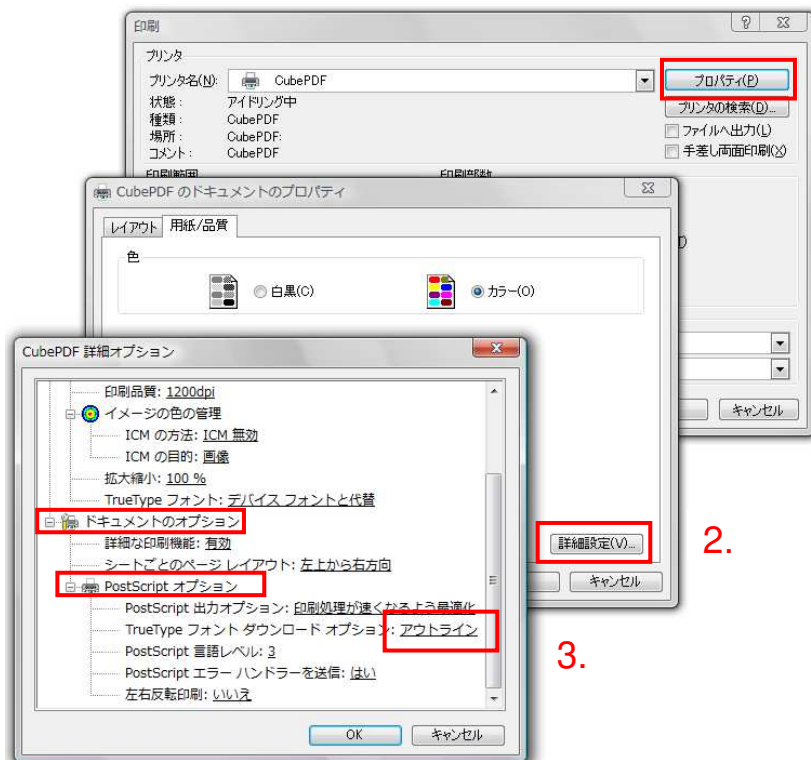 印刷
プリンタ
プリンタ名(N): CubePDF プロパティ(P)
状態: アイドリング中 プリンタの検索(D)...
種類: CubePDF
場所: CubePDF: ファイルへ出力(L)
コメント: CubePDF 手差し両面印刷(X)
印刷範囲 印刷部数
CubePDF のドキュメントのプロパティ
レイアウト 用紙/品質
色
白黒(C) カラー(O)
CubePDF 詳細オプション
印刷品質: 1200dpi
イメージの色の管理
キャンセル
ICM の方法: ICM 無効
ICM の目的: 画像
拡大縮小: 100 %
TrueType フォント: デバイス フォントと代替
ドキュメントのオプション
詳細な印刷機能: 有効 詳細設定(V)... 2.
シートごとのページ レイアウト: 左上から右方向
PostScript オプション キャンセル
PostScript 出力オプション: 印刷処理が速くなるよう最適化
TrueType フォント ダウンロード オプション: アウトライン
PostScript 言語レベル: 3 3.
PostScript エラー ハンドラーを送信: はい
左右反転印刷: いいえ
OK キャンセル